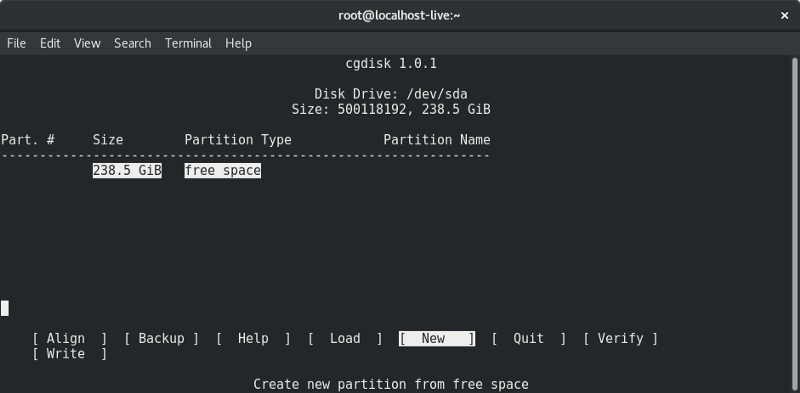 root@localhost-live:~
File Edit View Search Terminal Help
cgdisk 1.0.1
Disk Drive: /dev/sda
Size: 500118192, 238.5 GiB
Part. # Size Partition Type Partition Name
----------------------------------------------------------------
238.5 GiB free space
[ Align ] [ Backup ] [ Help ] [ Load ] [ New ] [ Quit ] [ Verify ]
[ Write ]
Create new partition from free space